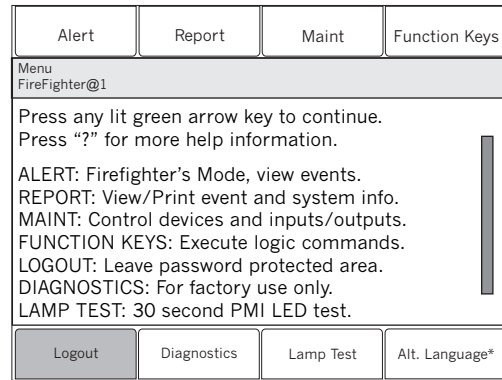 Alert Report Maint Function Keys
Menu
FireFighter@1
Press any lit green arrow key to continue.
Press “?” for more help information.
ALERT: Firefighter’s Mode, view events.
REPORT: View/Print event and system info.
MAINT: Control devices and inputs/outputs.
FUNCTION KEYS: Execute logic commands.
LOGOUT: Leave password protected area.
DIAGNOSTICS: For factory use only.
LAMP TEST: 30 second PMI LED test.
Logout Diagnostics Lamp Test Alt. Language*